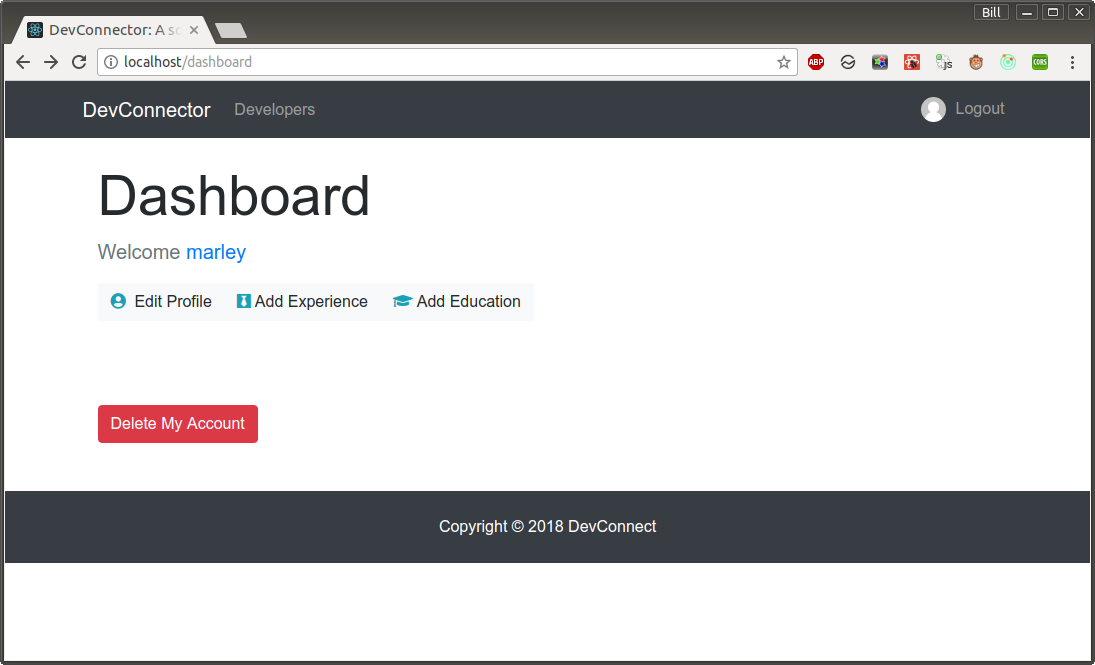 Bill
DevConnector: A sc
localhost/dashboard
ABP
JS
CORS
DevConnector Developers Logout
Dashboard
Welcome marley
Edit Profile Add Experience Add Education
Delete My Account
Copyright © 2018 DevConnect